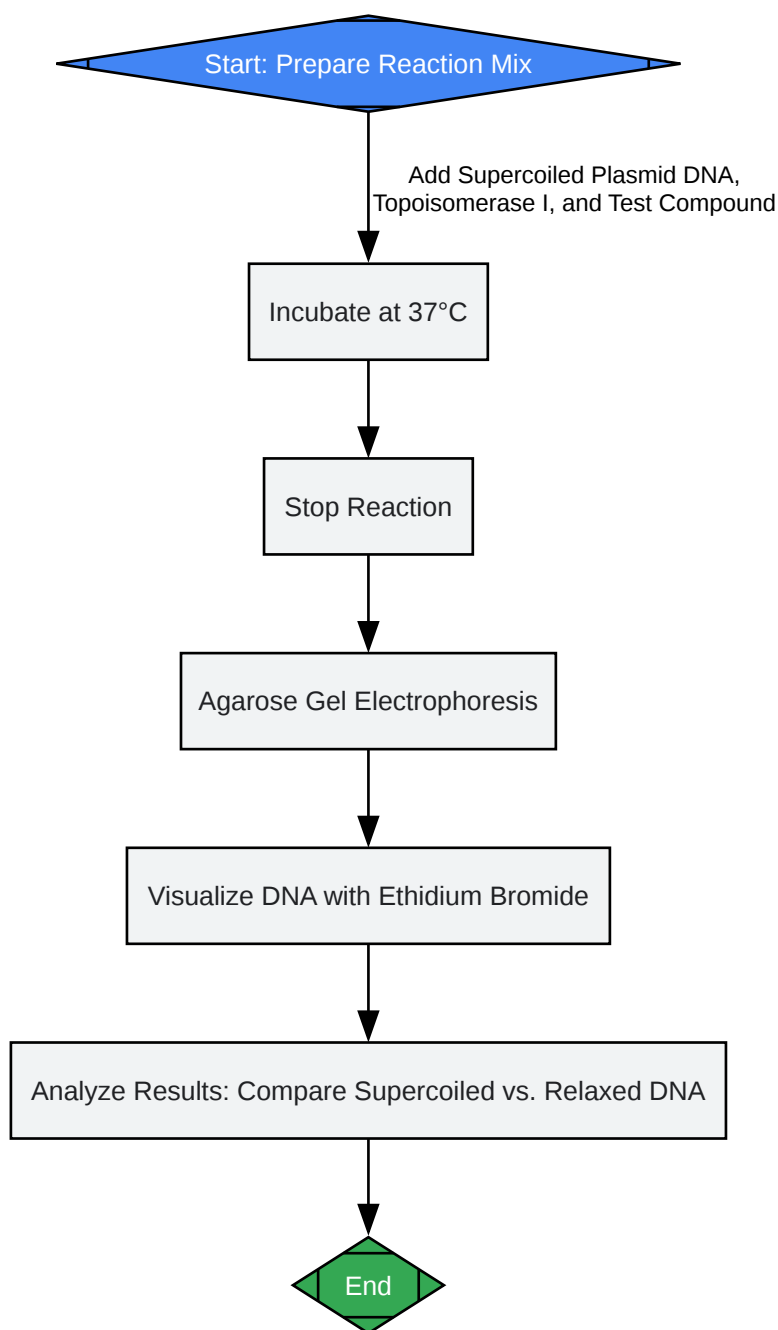 Start: Prepare Reaction Mix
Add Supercoiled Plasmid DNA,
Topoisomerase I, and Test Compound
Incubate at 37°C
Stop Reaction
Agarose Gel Electrophoresis
Visualize DNA with Ethidium Bromide
Analyze Results: Compare Supercoiled vs. Relaxed DNA
End